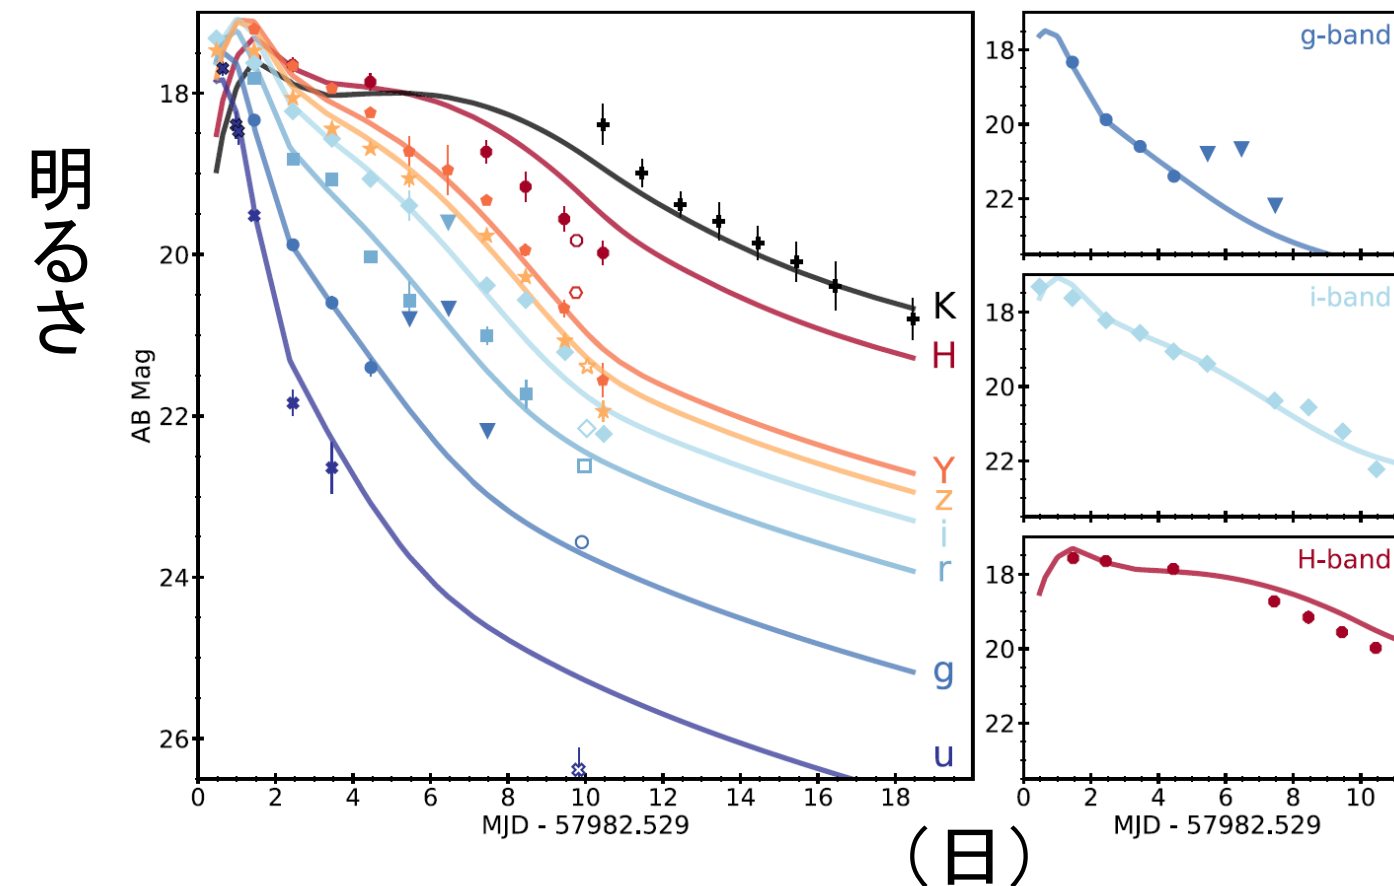 明るさ
AB Mag
18
20
22
24
26
0 2 4 6 8 10 12 14 16 18
MJD - 57982.529
K
H
Y
z
i
r
g
u
g-band
18
20
22
i-band
18
20
22
H-band
18
20
22
0 2 4 6 8 10
MJD - 57982.529
（日）